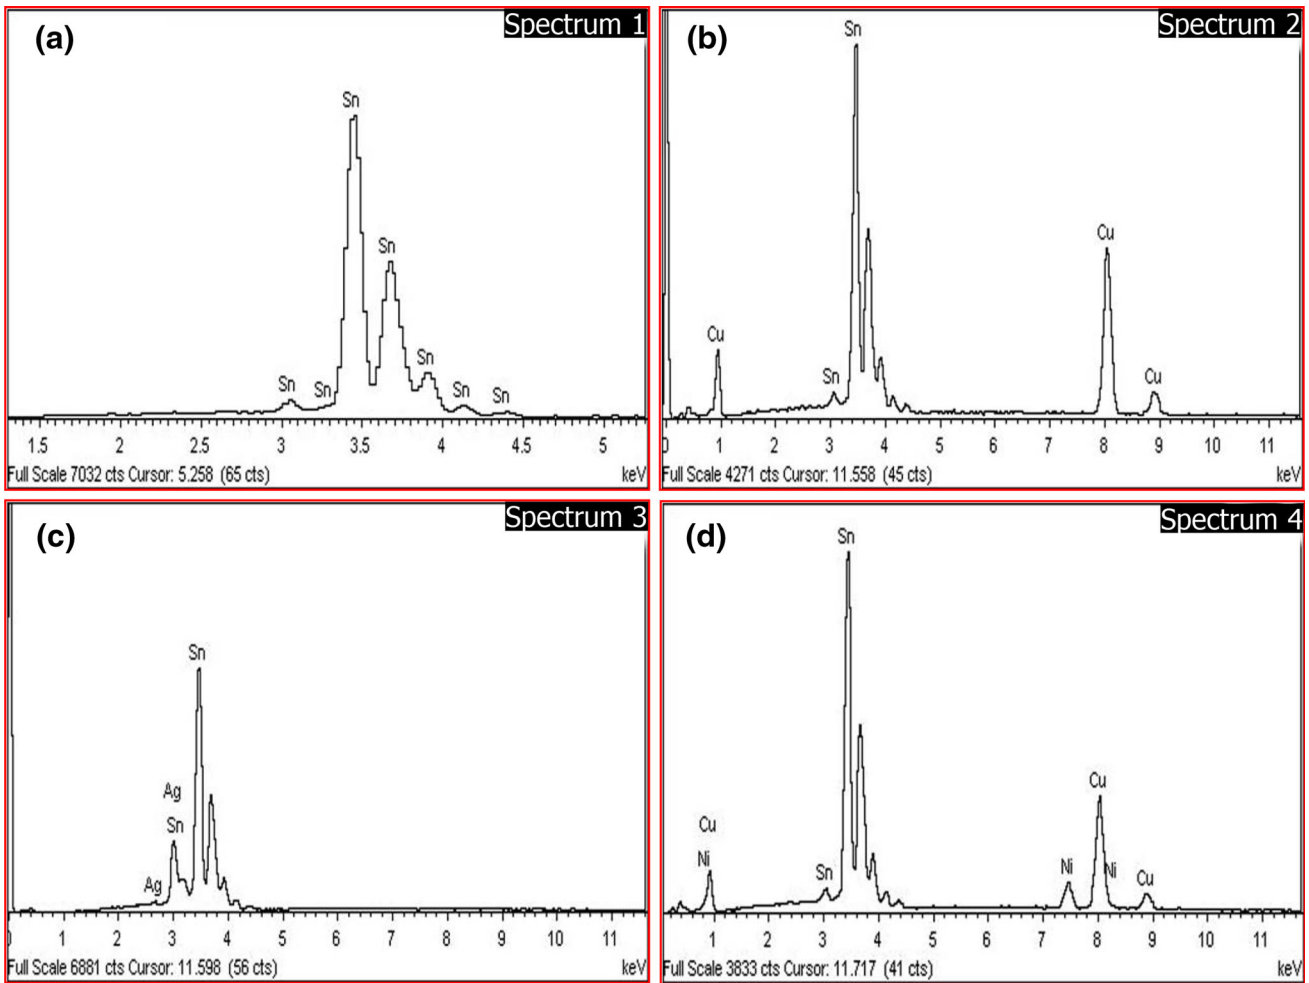 (a)
Spectrum 1
Sn
Sn
Sn
Sn
Sn
Sn
Sn
1.5 2 2.5 3 3.5 4 4.5 5
Full Scale 7032 cts Cursor: 5.258 (65 cts) keV
(b)
Spectrum 2
Sn
Cu
Cu
Sn
Cu
0 1 2 3 4 5 6 7 8 9 10 11
Full Scale 4271 cts Cursor: 11.558 (45 cts) keV
(c)
Spectrum 3
Sn
Ag
Sn
Ag
0 1 2 3 4 5 6 7 8 9 10 11
Full Scale 6881 cts Cursor: 11.598 (56 cts) keV
(d)
Spectrum 4
Sn
Cu
Cu
Ni
Sn
Ni
Ni
Cu
1 2 3 4 5 6 7 8 9 10 11
Full Scale 3833 cts Cursor: 11.717 (41 cts) keV